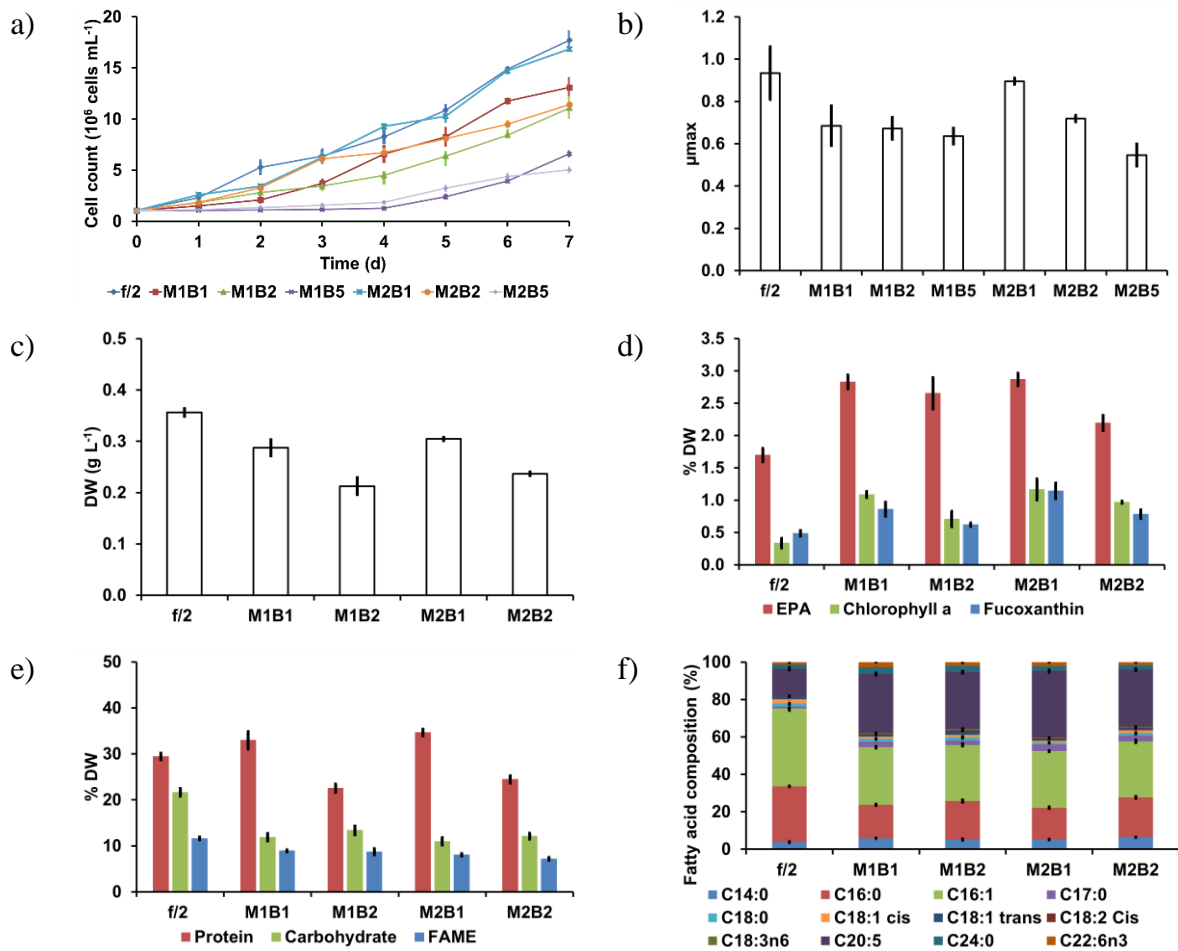 a)
20
15
10
5
0
Cell count (10⁶ cells mL⁻¹)
0 1 2 3 4 5 6 7
Time (d)
f/2 M1B1 M1B2 M1B5 M2B1 M2B2 M2B5
b)
1.2
1.0
0.8
0.6
0.4
0.2
0.0
µmax
f/2 M1B1 M1B2 M1B5 M2B1 M2B2 M2B5
c)
0.5
0.4
0.3
0.2
0.1
0.0
DW (g L⁻¹)
f/2 M1B1 M1B2 M2B1 M2B2
d)
3.5
3.0
2.5
2.0
1.5
1.0
0.5
0.0
% DW
f/2 M1B1 M1B2 M2B1 M2B2
EPA Chlorophyll a Fucoxanthin
e)
50
40
30
20
10
0
% DW
f/2 M1B1 M1B2 M2B1 M2B2
Protein Carbohydrate FAME
f)
100
80
60
40
20
0
Fatty acid composition (%)
f/2 M1B1 M1B2 M2B1 M2B2
C14:0 C16:0 C16:1 C17:0
C18:0 C18:1 cis C18:1 trans C18:2 Cis
C18:3n6 C20:5 C24:0 C22:6n3